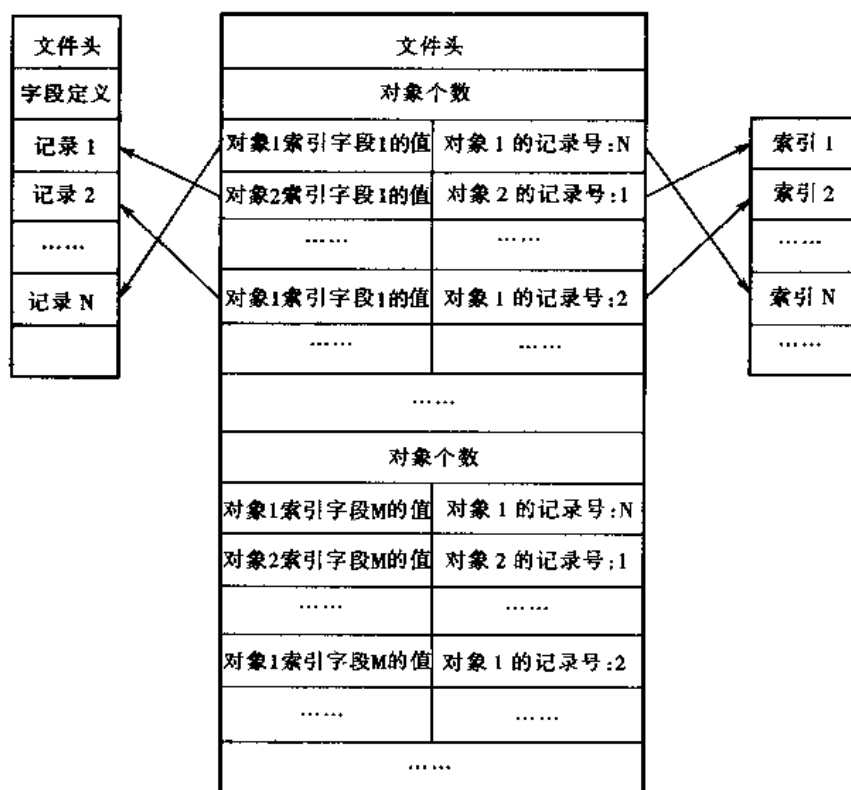 文件头
字段定义
记录 1
记录 2
……
记录 N
文件头
对象个数
对象1索引字段1的值 对象 1 的记录号:N
对象2索引字段1的值 对象 2 的记录号:1
…… ……
对象1索引字段1的值 对象 1 的记录号:2
…… ……
……
对象个数
对象1索引字段M的值 对象 1 的记录号:N
对象2索引字段M的值 对象 2 的记录号:1
…… ……
对象1索引字段M的值 对象 1 的记录号:2
…… ……
……
索引 1
索引 2
……
索引 N
……